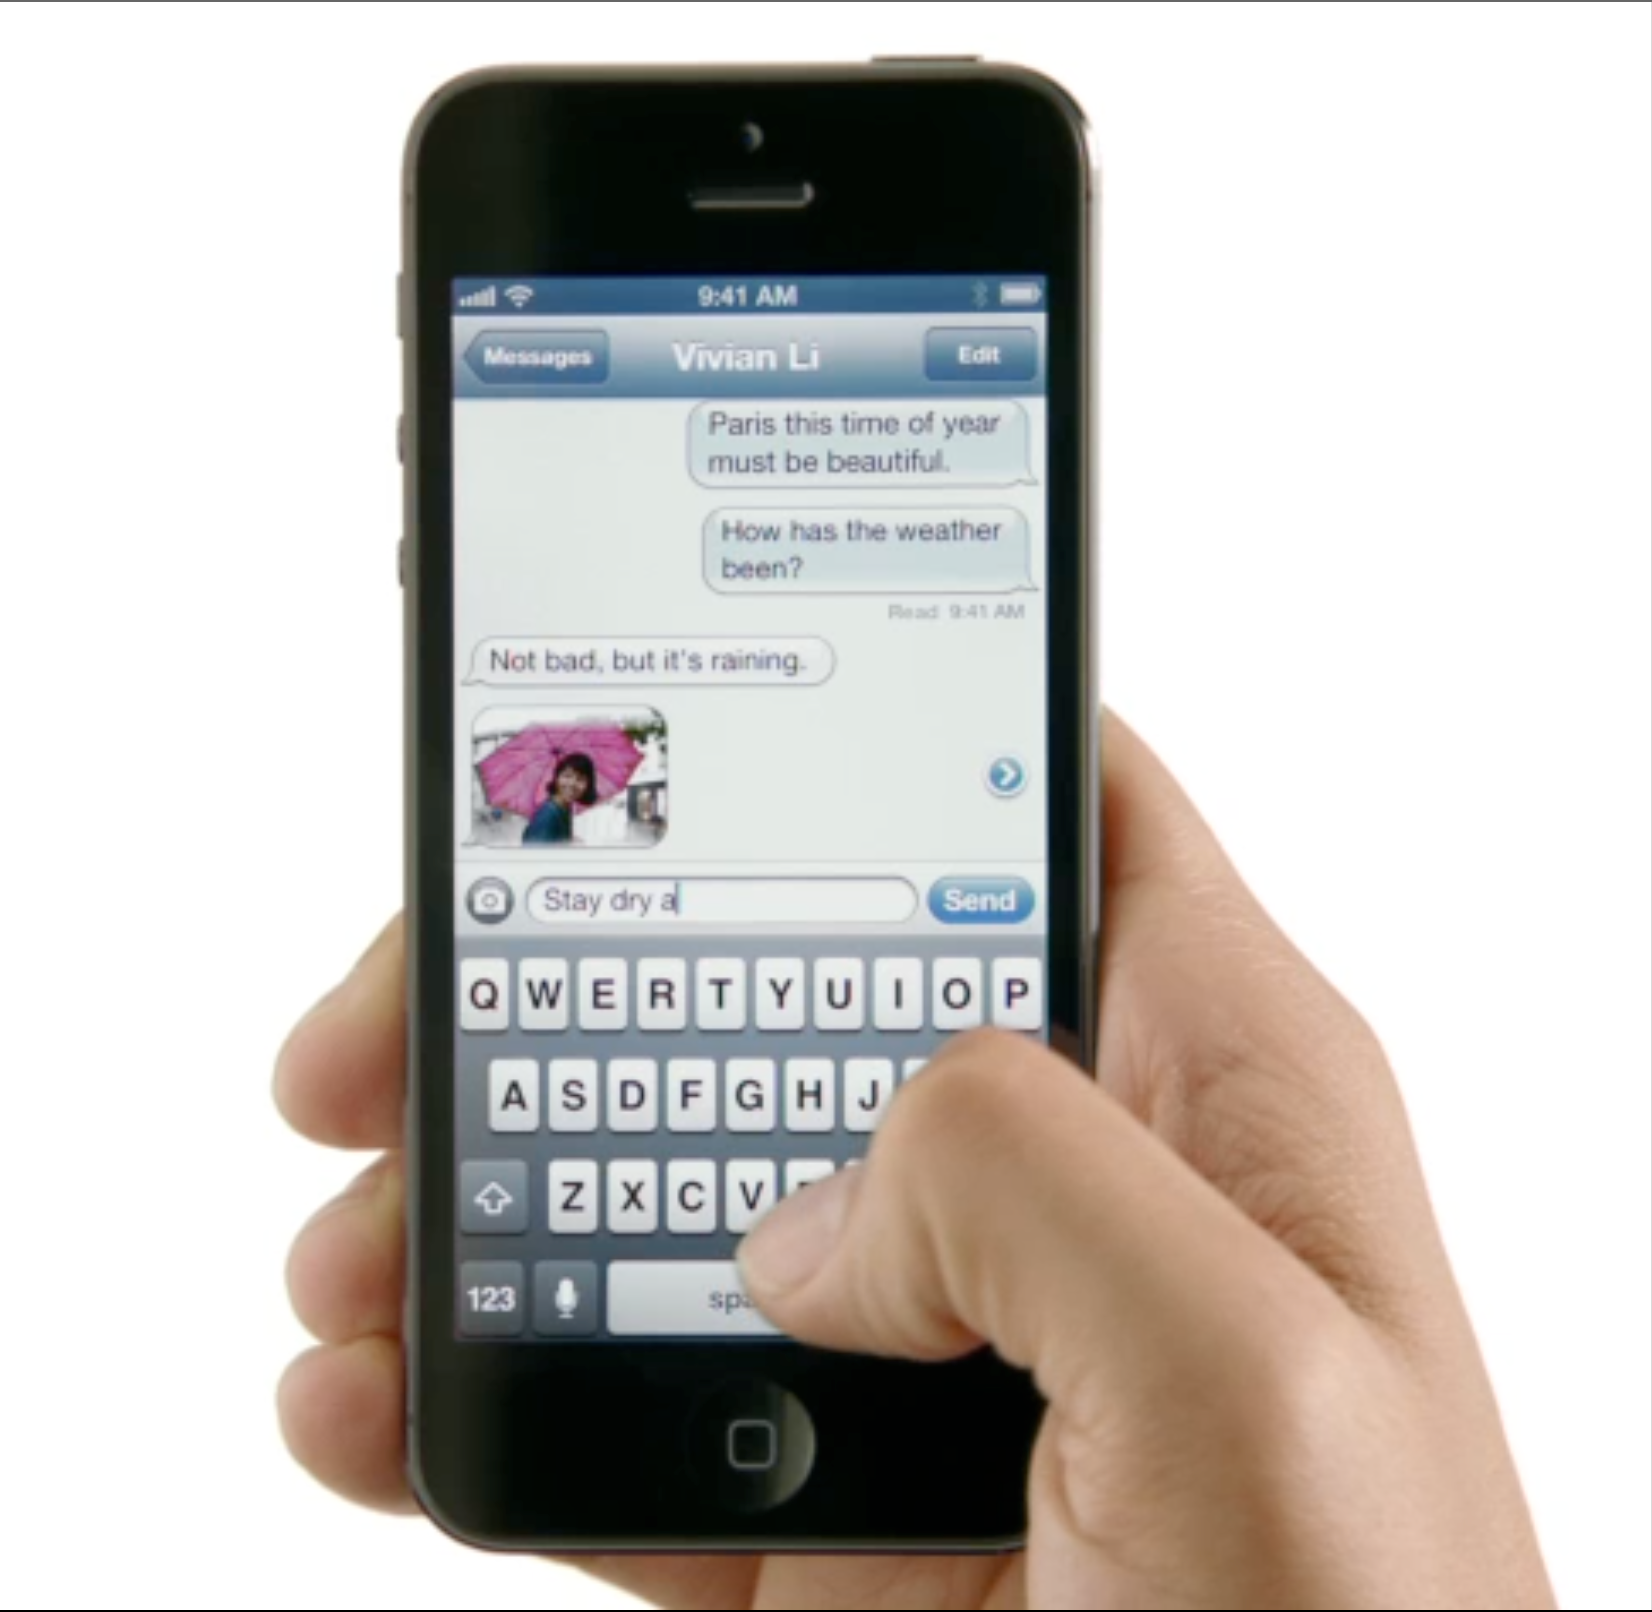 9:41 AM
Messages
Vivian Li
Edit
Paris this time of year
must be beautiful.
How has the weather
been?
Read 9:41 AM
Not bad, but it's raining.
Stay dry a
Send
Q W E R T Y U I O P
A S D F G H J
Z X C V
123
spa